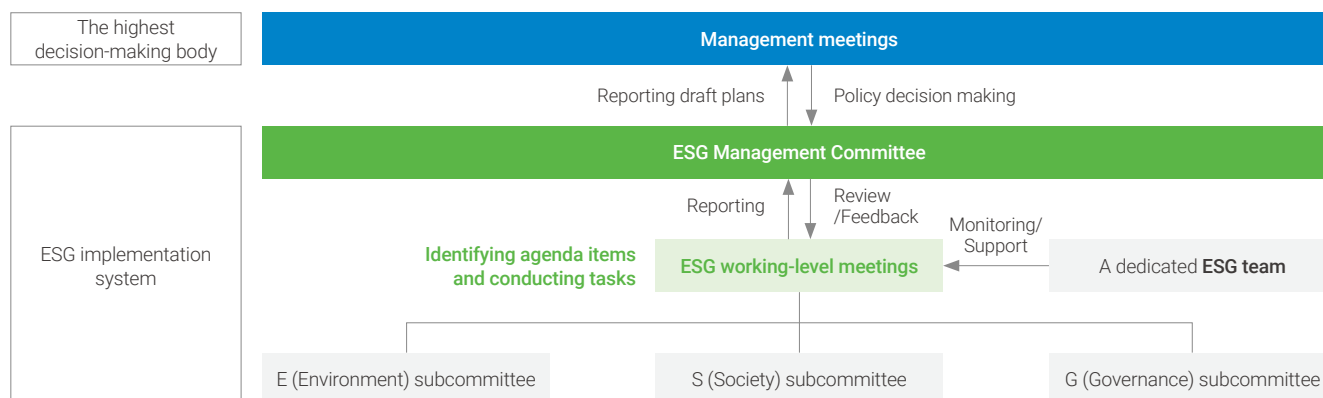 The highest
decision-making body
Management meetings
Reporting draft plans
Policy decision making
ESG implementation
system
ESG Management Committee
Reporting
Review
/Feedback
Monitoring/
Support
Identifying agenda items
and conducting tasks
ESG working-level meetings
A dedicated ESG team
E (Environment) subcommittee
S (Society) subcommittee
G (Governance) subcommittee